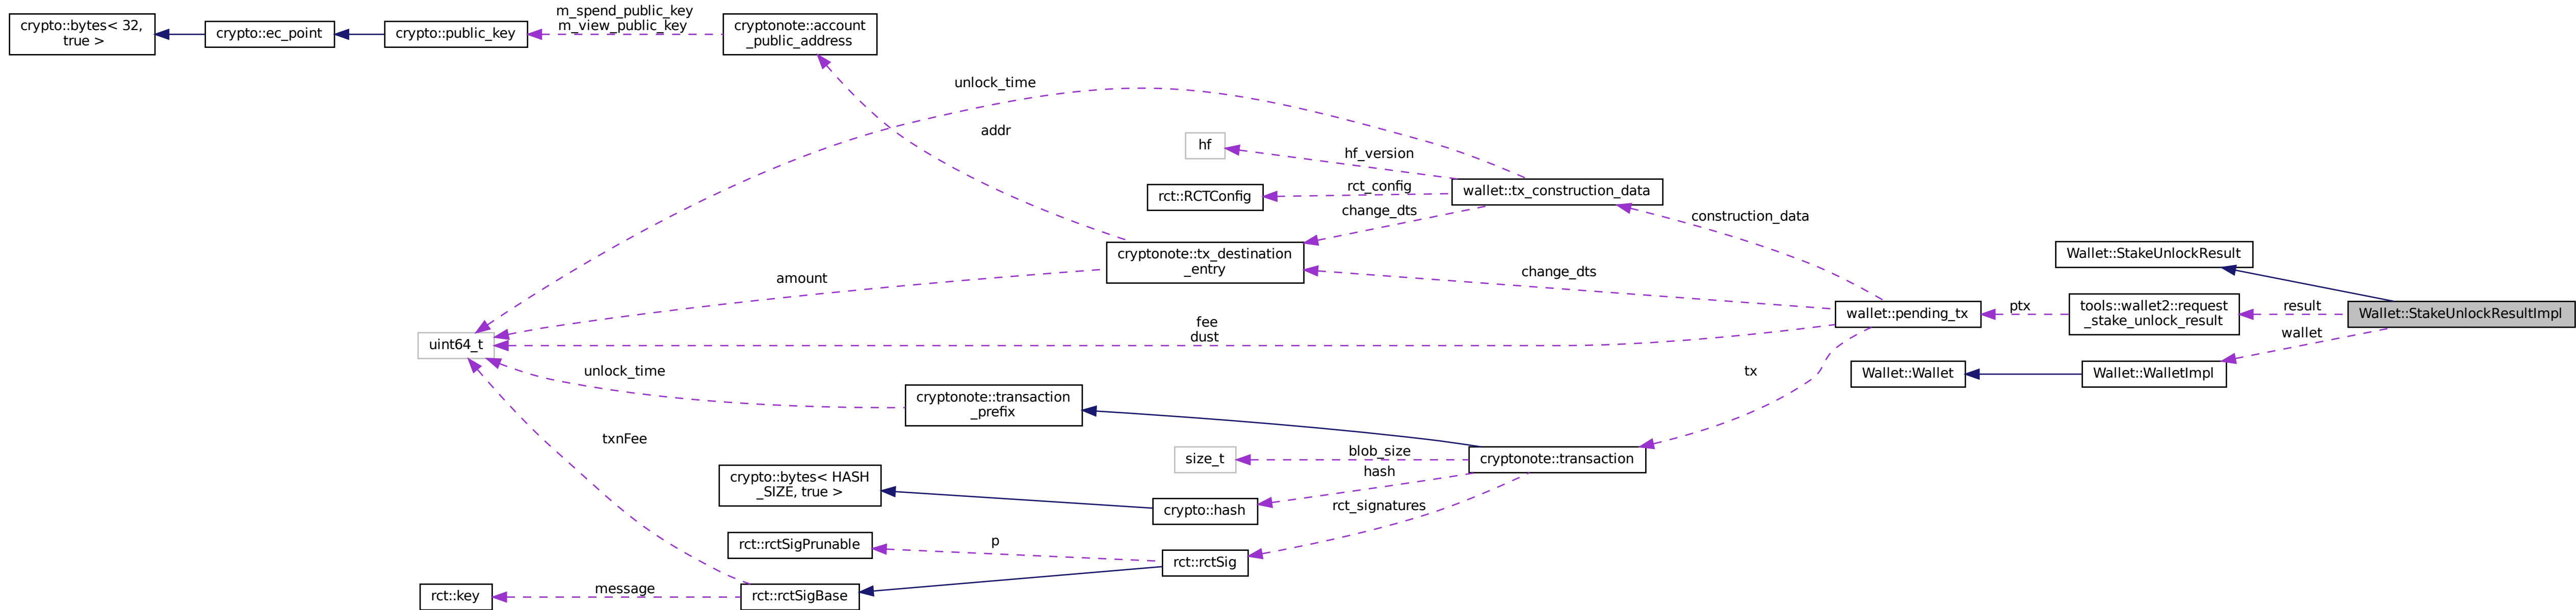 crypto::bytes< 32,
true >
crypto::ec_point
crypto::public_key
m_spend_public_key
m_view_public_key
cryptonote::account
_public_address
unlock_time
addr
hf
hf_version
rct::RCTConfig
rct_config
wallet::tx_construction_data
change_dts
construction_data
cryptonote::tx_destination
_entry
amount
change_dts
Wallet::StakeUnlockResult
uint64_t
fee
dust
wallet::pending_tx
ptx
tools::wallet2::request
_stake_unlock_result
result
Wallet::StakeUnlockResultImpl
wallet
unlock_time
cryptonote::transaction
_prefix
tx
Wallet::Wallet
Wallet::WalletImpl
txnFee
size_t
blob_size
cryptonote::transaction
hash
crypto::bytes< HASH
_SIZE, true >
crypto::hash
rct_signatures
rct::rctSigPrunable
p
rct::rctSig
rct::key
message
rct::rctSigBase